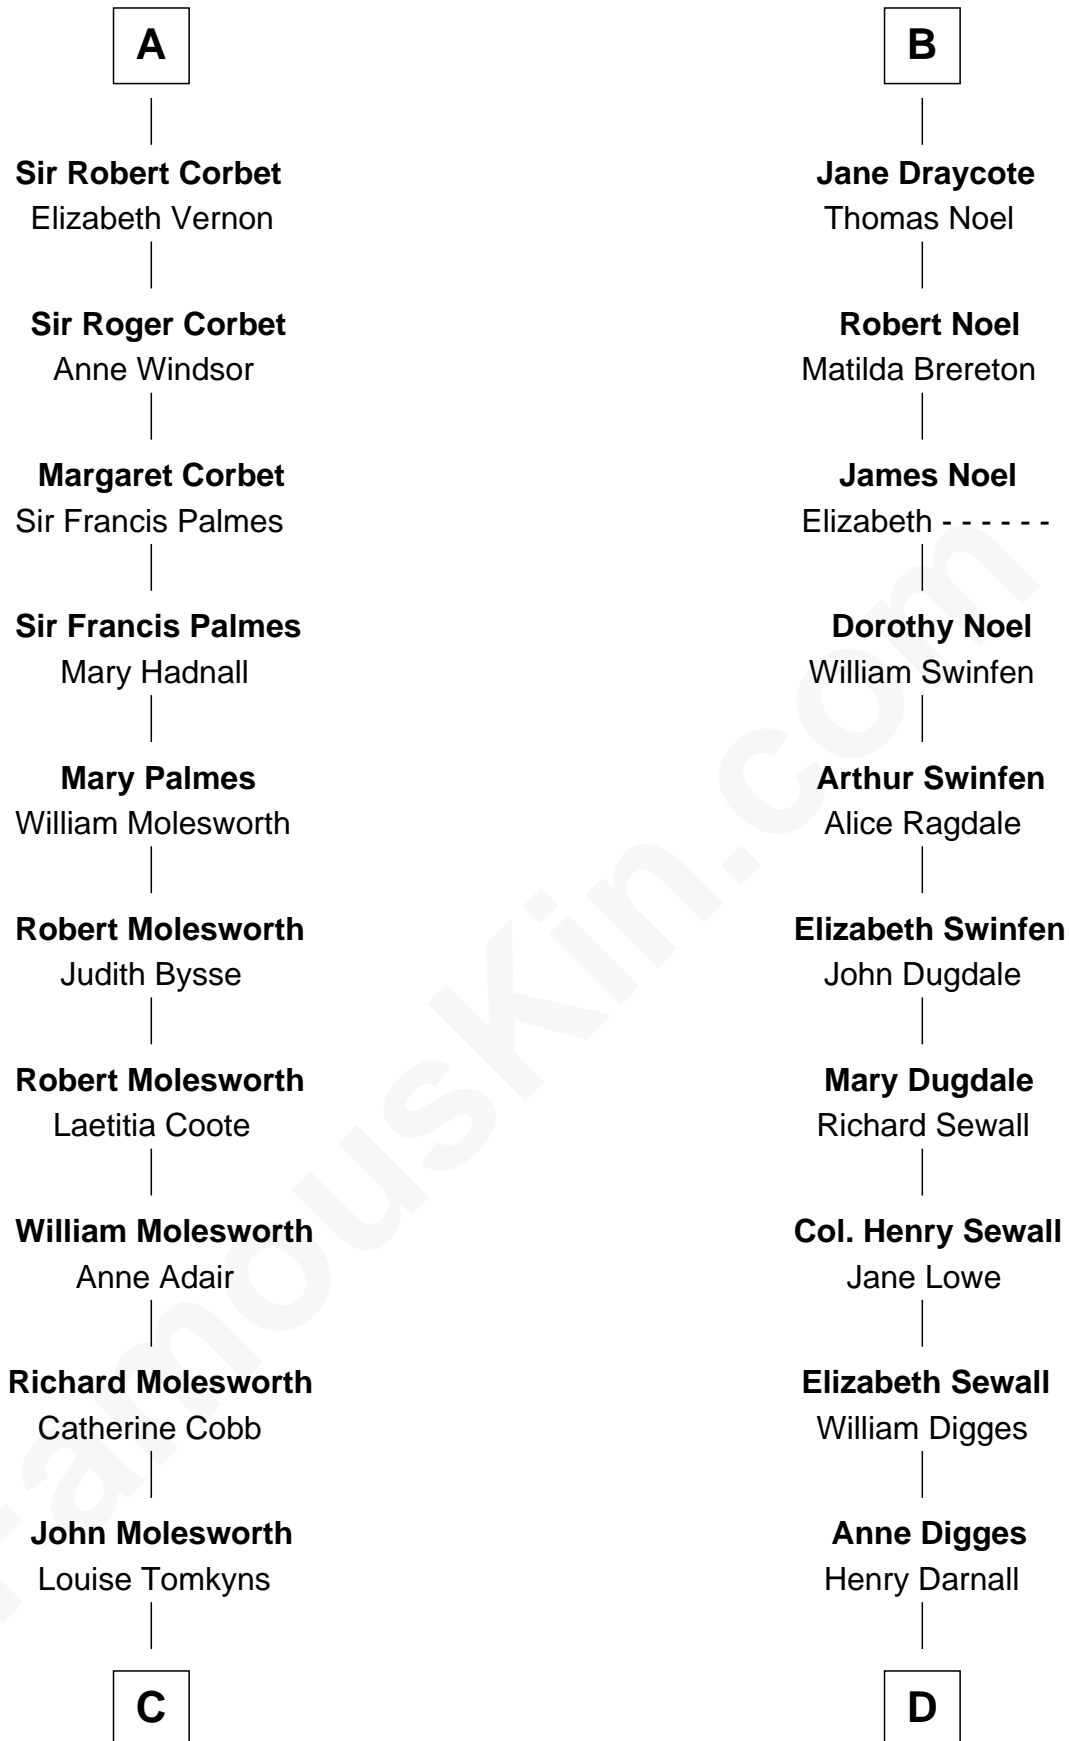 A
Sir Robert Corbet
Elizabeth Vernon
Sir Roger Corbet
Anne Windsor
Margaret Corbet
Sir Francis Palmes
Sir Francis Palmes
Mary Hadnall
Mary Palmes
William Molesworth
Robert Molesworth
Judith Bysse
Robert Molesworth
Laetitia Coote
William Molesworth
Anne Adair
Richard Molesworth
Catherine Cobb
John Molesworth
Louise Tomkyns
C
B
Jane Draycote
Thomas Noel
Robert Noel
Matilda Brereton
James Noel
Elizabeth - - - - - -
Dorothy Noel
William Swinfen
Arthur Swinfen
Alice Ragdale
Elizabeth Swinfen
John Dugdale
Mary Dugdale
Richard Sewall
Col. Henry Sewall
Jane Lowe
Elizabeth Sewall
William Digges
Anne Digges
Henry Darnall
D
FamousKin.com